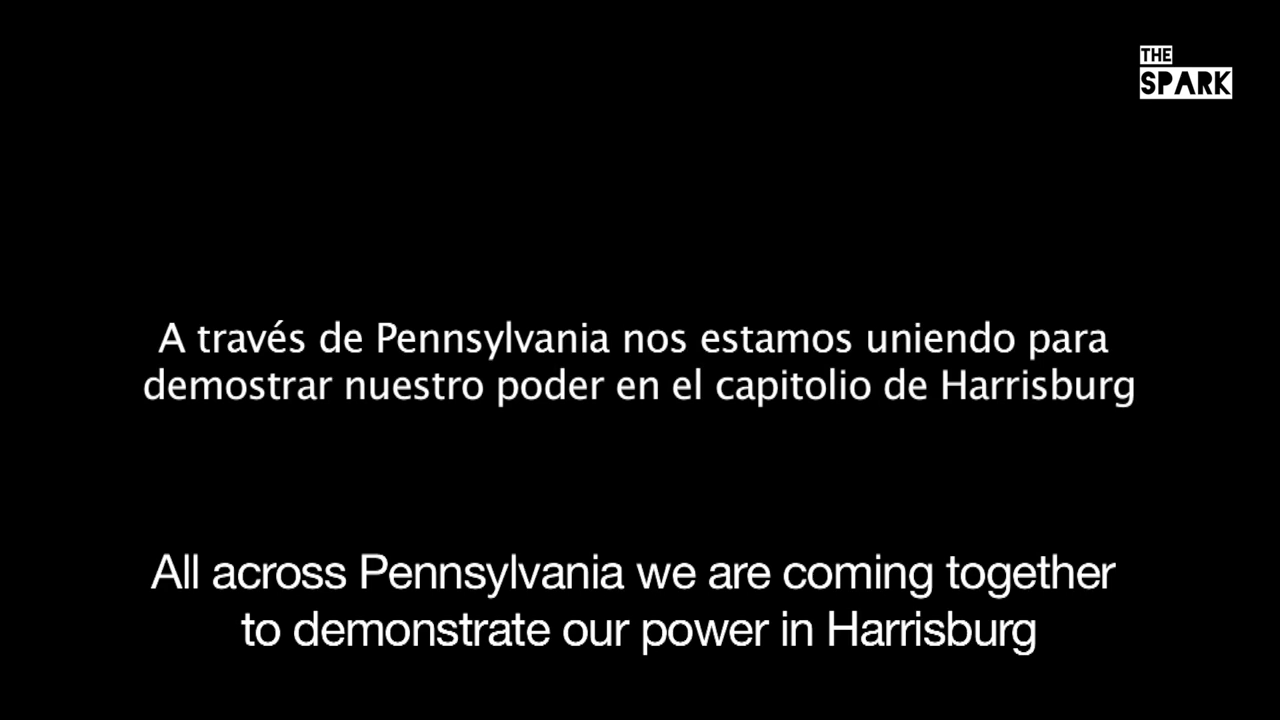 THE
SPARK
A través de Pennsylvania nos estamos uniendo para
demostrar nuestro poder en el capitolio de Harrisburg
All across Pennsylvania we are coming together
to demonstrate our power in Harrisburg